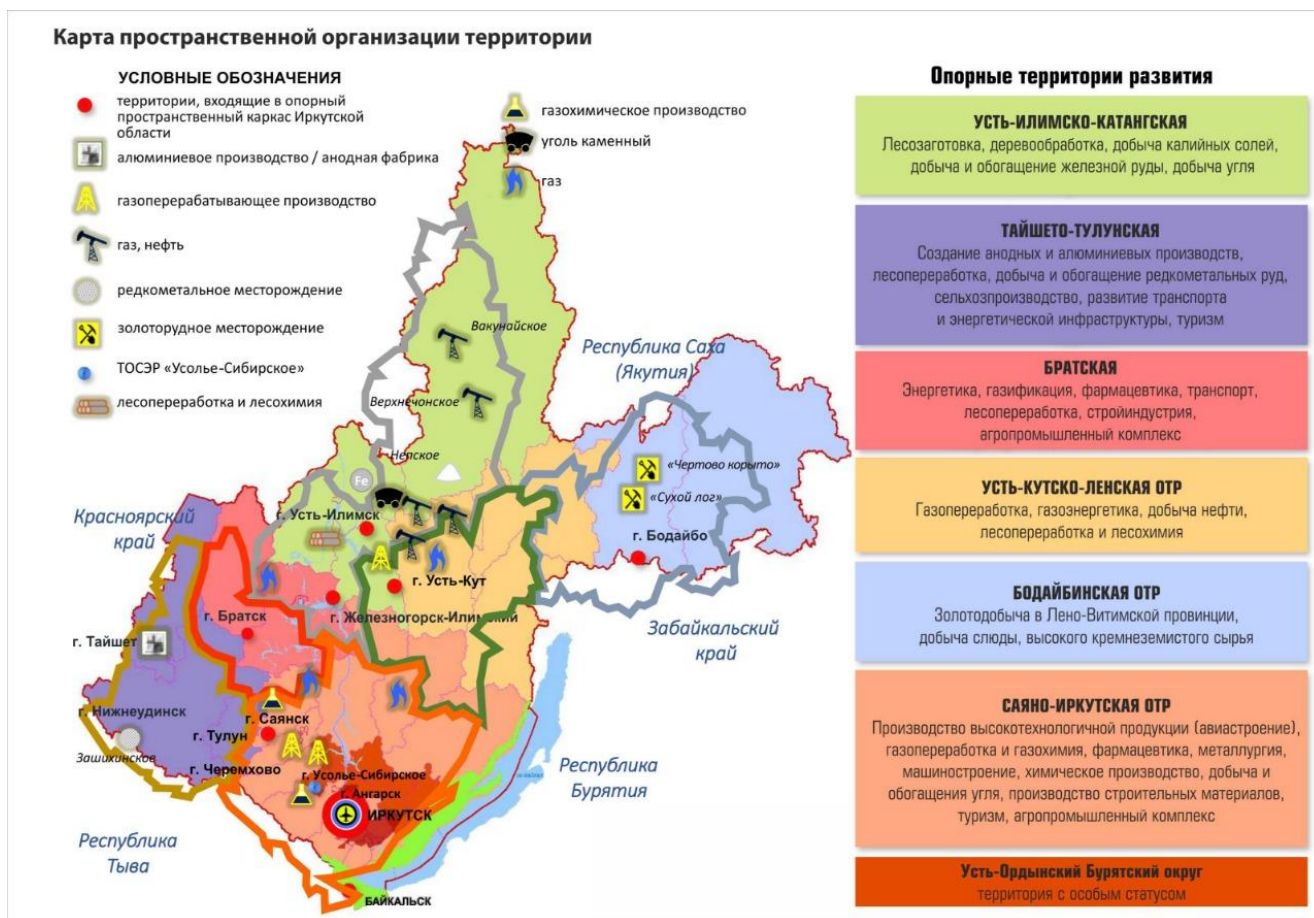 Карта пространственной организации территории
УСЛОВНЫЕ ОБОЗНАЧЕНИЯ
территории, входящие в опорный
пространственный каркас Иркутской
области
алюминиевое производство / анодная фабрика
газоперерабатывающее производство
газ, нефть
редкометальное месторождение
золоторудное месторождение
ТОСЭР «Усолье-Сибирское»
лесопереработка и лесохимия
газохимическое производство
уголь каменный
газ
Вакунайское
Республика Саха
(Якутия)
Верхнечонское
Непское
Fe
«Чертово корыто»
«Сухой лог»
Красноярский
край
г. Усть-Илимск
г. Бодайбо
г. Усть-Кут
г. Братск
г. Железногорск-Илимский
Забайкальский
край
г. Тайшет
г. Нижнеудинск
г. Саянск
г. Тулун
Зашихинское
г. Черемхово
г. Усолье-Сибирское
г. Ангарск
ИРКУТСК
Республика
Бурятия
Республика
Тыва
БАЙКАЛЬСК
Опорные территории развития
УСТЬ-ИЛИМСКО-КАТАНГСКАЯ
Лесозаготовка, деревообработка, добыча калийных солей,
добыча и обогащение железной руды, добыча угля
ТАЙШЕТО-ТУЛУНСКАЯ
Создание анодных и алюминиевых производств,
лесопереработка, добыча и обогащение редкометальных руд,
сельхозпроизводство, развитие транспорта
и энергетической инфраструктуры, туризм
БРАТСКАЯ
Энергетика, газификация, фармацевтика, транспорт,
лесопереработка, стройиндустрия,
агропромышленный комплекс
УСТЬ-КУТСКО-ЛЕНСКАЯ ОТР
Газопереработка, газоэнергетика, добыча нефти,
лесопереработка и лесохимия
БОДАЙБИНСКАЯ ОТР
Золотодобыча в Лено-Витимской провинции,
добыча слюды, высокого кремнеземистого сырья
САЯНО-ИРКУТСКАЯ ОТР
Производство высокотехнологичной продукции (авиастроение),
газопереработка и газохимия, фармацевтика, металлургия,
машиностроение, химическое производство, добыча и
обогащения угля, производство строительных материалов,
туризм, агропромышленный комплекс
Усть-Ордынский Бурятский округ
территория с особым статусом